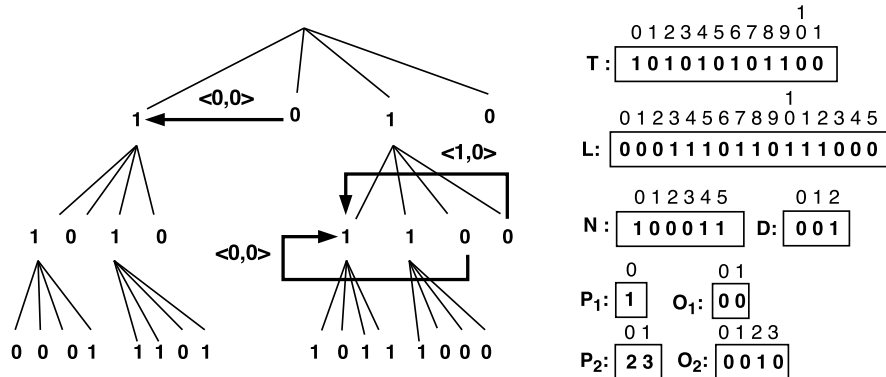 <0,0>
1 0 1 0
<1,0>
1 0 1 0
<0,0>
1 1 0 0
0 0 0 1 1 1 0 1
1 0 1 1 1 0 0 0
1
0 1 2 3 4 5 6 7 8 9 0 1
T : 1 0 1 0 1 0 1 0 1 1 0 0
1
0 1 2 3 4 5 6 7 8 9 0 1 2 3 4 5
L: 0 0 0 1 1 1 0 1 1 0 1 1 1 0 0 0
0 1 2 3 4 5 0 1 2
N : 1 0 0 0 1 1 D: 0 0 1
0 0 1
P1: 1 O1: 0 0
0 1 0 1 2 3
P2: 2 3 O2: 0 0 1 0